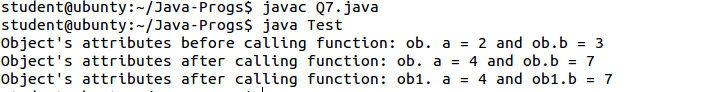 student@ubunty:~/Java-Progs$ javac Q7.java
student@ubunty:~/Java-Progs$ java Test
Object's attributes before calling function: ob. a = 2 and ob.b = 3
Object's attributes after calling function: ob. a = 4 and ob.b = 7
Object's attributes after calling function: ob1. a = 4 and ob1.b = 7